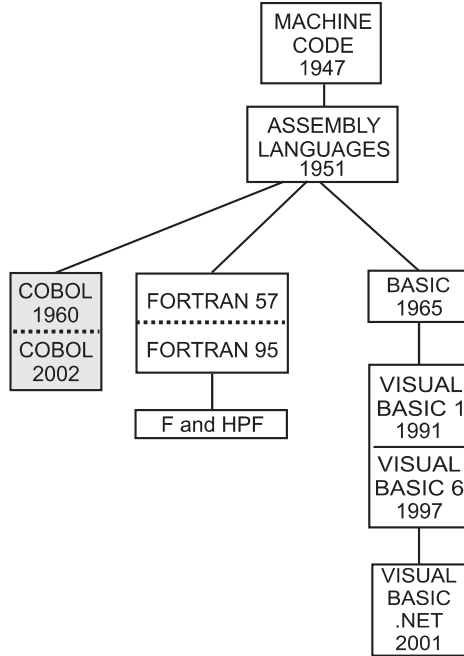 MACHINE
CODE
1947
ASSEMBLY
LANGUAGES
1951
COBOL
1960
COBOL
2002
FORTRAN 57
FORTRAN 95
F and HPF
BASIC
1965
VISUAL
BASIC 1
1991
VISUAL
BASIC 6
1997
VISUAL
BASIC
.NET
2001